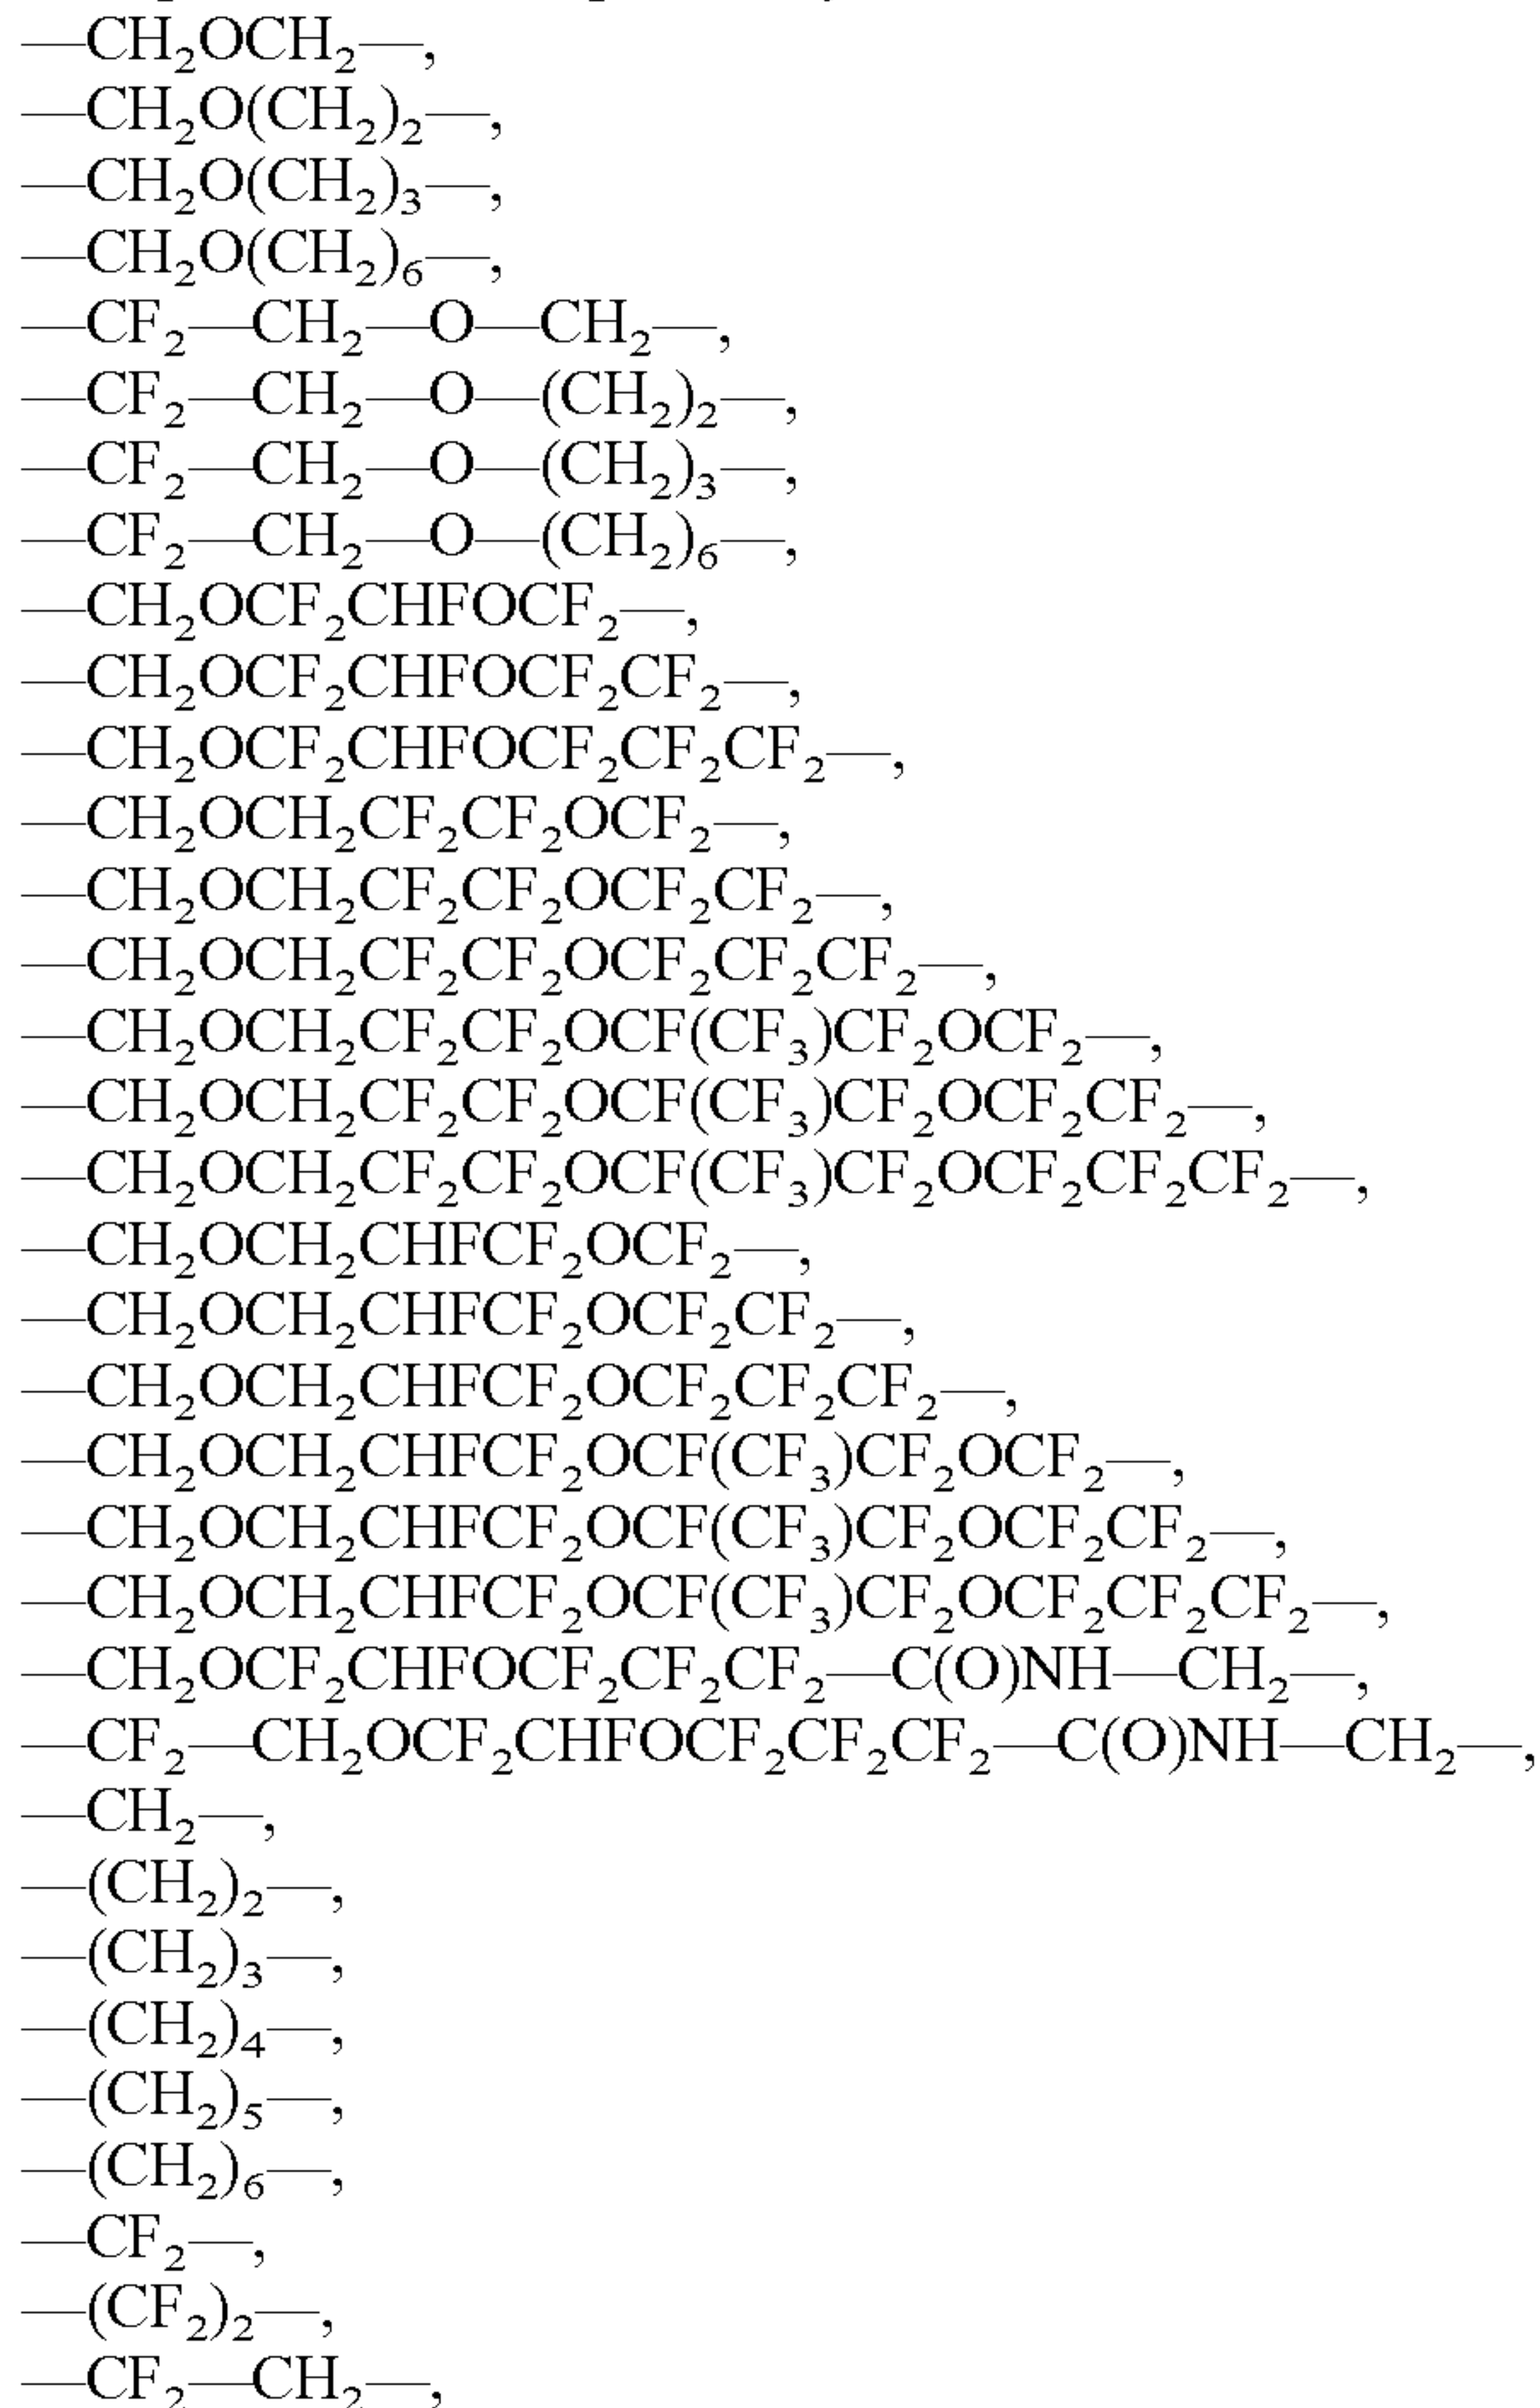 —CH₂OCH₂—,
—CH₂O(CH₂)₂—,
—CH₂O(CH₂)₃—,
—CH₂O(CH₂)₆—,
—CF₂—CH₂—O—CH₂—,
—CF₂—CH₂—O—(CH₂)₂—,
—CF₂—CH₂—O—(CH₂)₃—,
—CF₂—CH₂—O—(CH₂)₆—,
—CH₂OCF₂CHFOCF₂—,
—CH₂OCF₂CHFOCF₂CF₂—,
—CH₂OCF₂CHFOCF₂CF₂CF₂—,
—CH₂OCH₂CF₂CF₂OCF₂—,
—CH₂OCH₂CF₂CF₂OCF₂CF₂—,
—CH₂OCH₂CF₂CF₂OCF₂CF₂CF₂—,
—CH₂OCH₂CF₂CF₂OCF(CF₃)CF₂OCF₂—,
—CH₂OCH₂CF₂CF₂OCF(CF₃)CF₂OCF₂CF₂—,
—CH₂OCH₂CF₂CF₂OCF(CF₃)CF₂OCF₂CF₂CF₂—,
—CH₂OCH₂CHFCF₂OCF₂—,
—CH₂OCH₂CHFCF₂OCF₂CF₂—,
—CH₂OCH₂CHFCF₂OCF₂CF₂CF₂—,
—CH₂OCH₂CHFCF₂OCF(CF₃)CF₂OCF₂—,
—CH₂OCH₂CHFCF₂OCF(CF₃)CF₂OCF₂CF₂—,
—CH₂OCH₂CHFCF₂OCF(CF₃)CF₂OCF₂CF₂CF₂—,
—CH₂OCF₂CHFOCF₂CF₂CF₂—C(O)NH—CH₂—,
—CF₂—CH₂OCF₂CHFOCF₂CF₂CF₂—C(O)NH—CH₂—,
—CH₂—,
—(CH₂)₂—,
—(CH₂)₃—,
—(CH₂)₄—,
—(CH₂)₅—,
—(CH₂)₆—,
—CF₂—,
—(CF₂)₂—,
—CF₂—CH₂—,